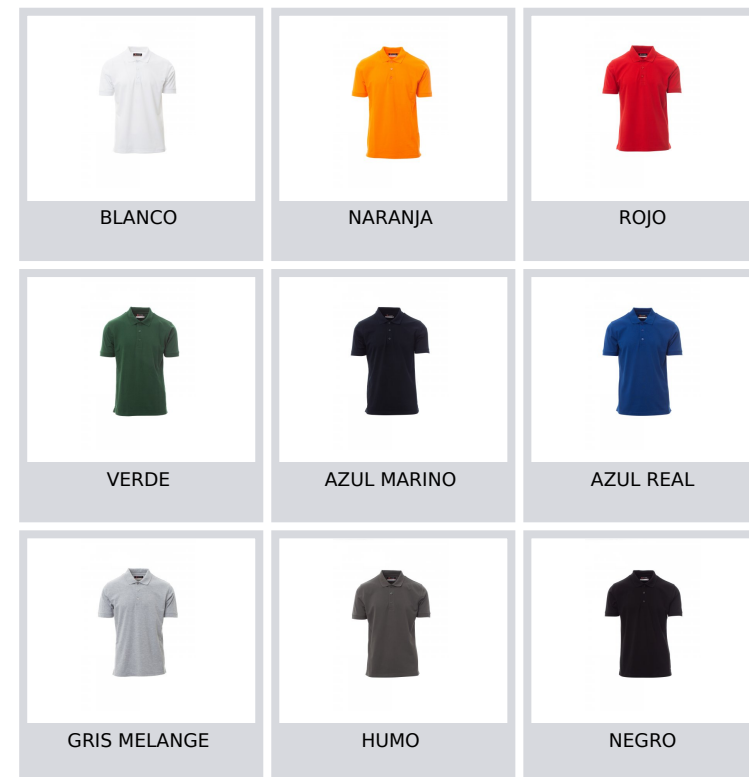 BLANCO
NARANJA
ROJO
VERDE
AZUL MARINO
AZUL REAL
GRIS MELANGE
HUMO
NEGRO